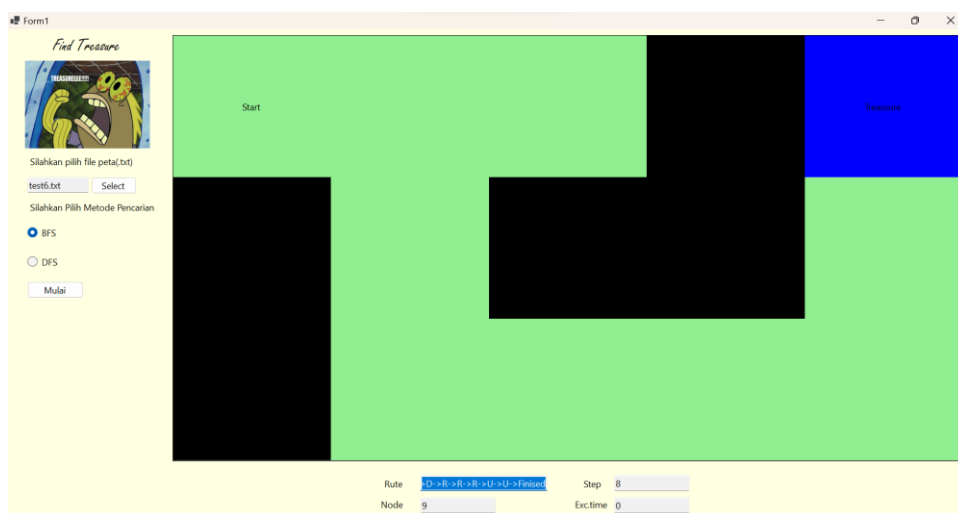 Form1
Find Treasure
TREASUREEE!!!!!
Silahkan pilih file peta(.txt)
test6.txt Select
Silahkan Pilih Metode Pencarian
BFS
DFS
Mulai
Start
Treasure
Rute >D->R->R->R->U->U->Finised Step 8
Node 9 Exc.time 0